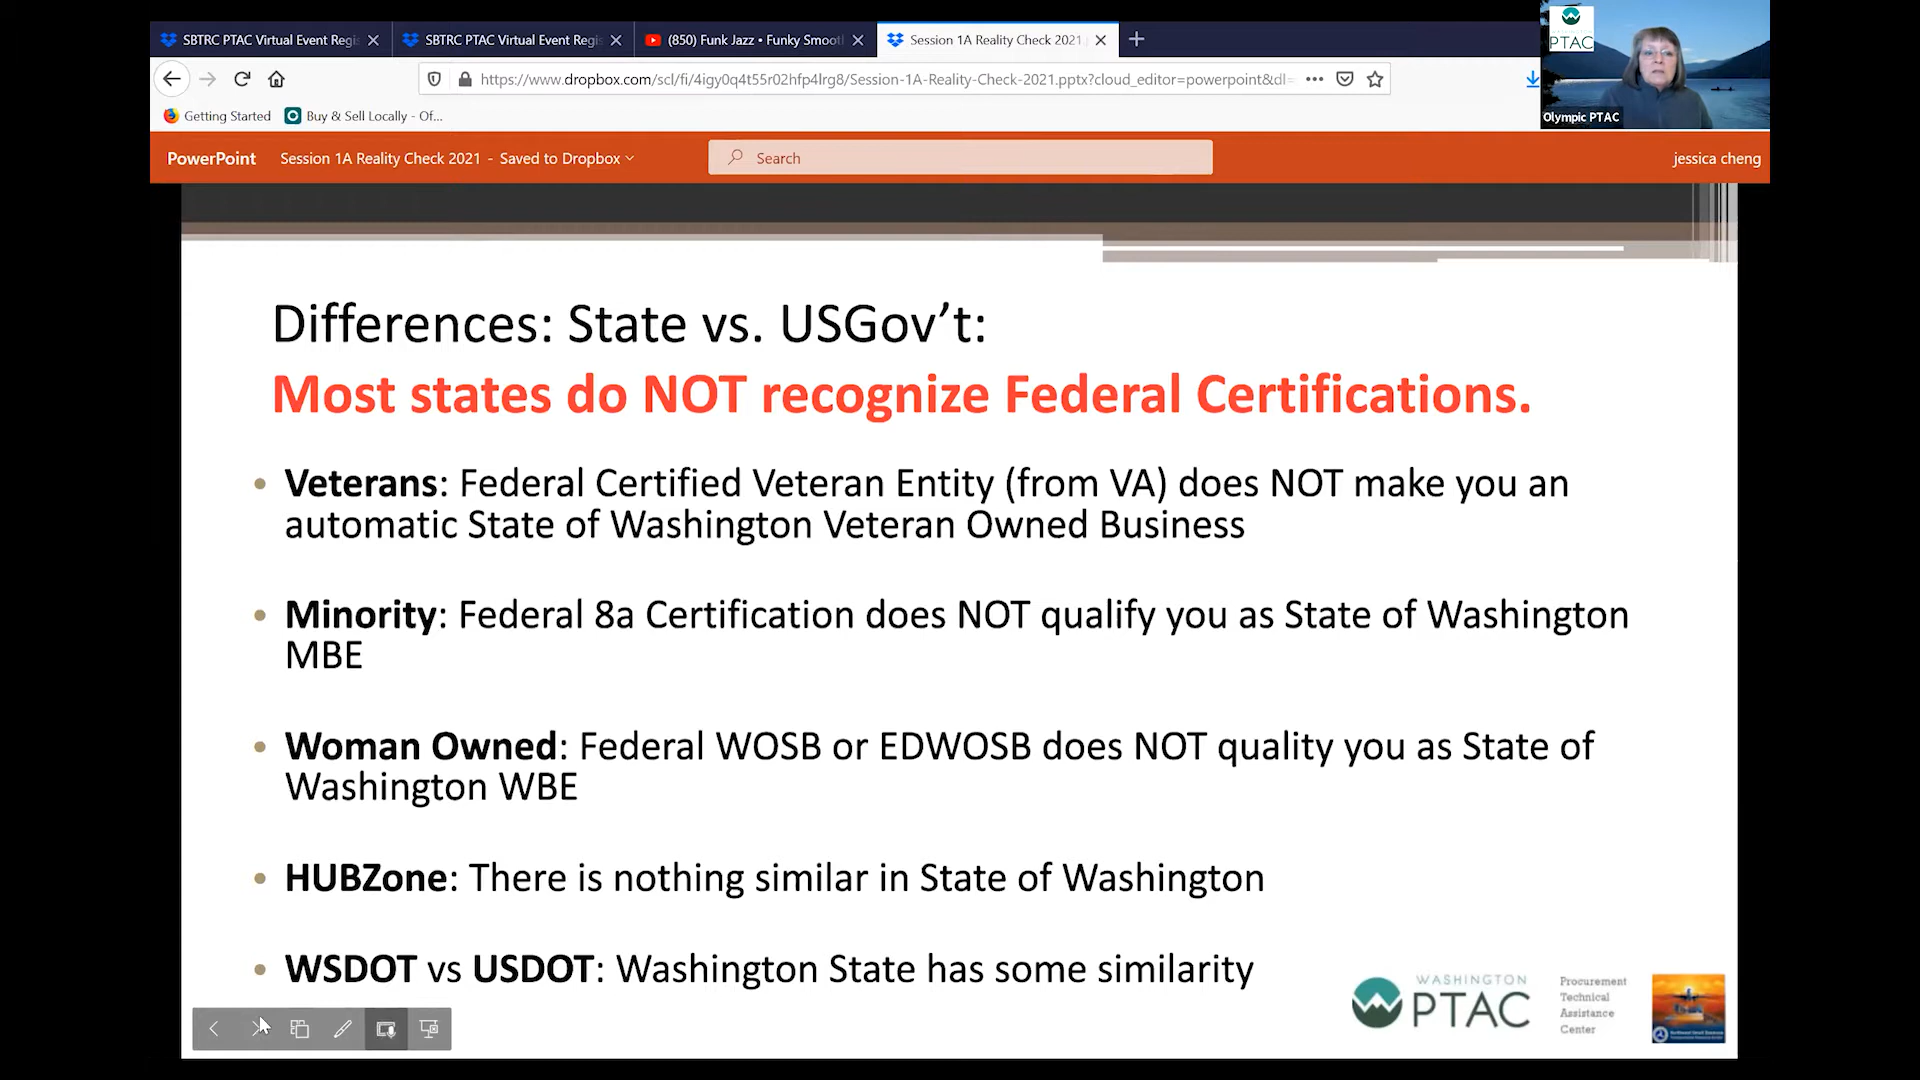 SBTRC PTAC Virtual Event Regis
SBTRC PTAC Virtual Event Regis
(850) Funk Jazz • Funky Smoot
Session 1A Reality Check 2021.
PTAC
https://www.dropbox.com/scl/fi/4igy0q4t55r02hfp4lrg8/Session-1A-Reality-Check-2021.pptx?cloud_editor=powerpoint&dl=
Getting Started
Buy & Sell Locally - Of...
Olympic PTAC
PowerPoint
Session 1A Reality Check 2021 - Saved to Dropbox
Search
jessica cheng
Differences: State vs. USGov’t:
Most states do NOT recognize Federal Certifications.
• Veterans: Federal Certified Veteran Entity (from VA) does NOT make you an
automatic State of Washington Veteran Owned Business
• Minority: Federal 8a Certification does NOT qualify you as State of Washington
MBE
• Woman Owned: Federal WOSB or EDWOSB does NOT quality you as State of
Washington WBE
• HUBZone: There is nothing similar in State of Washington
• WSDOT vs USDOT: Washington State has some similarity
WASHINGTON
PTAC
Procurement
Technical
Assistance
Center